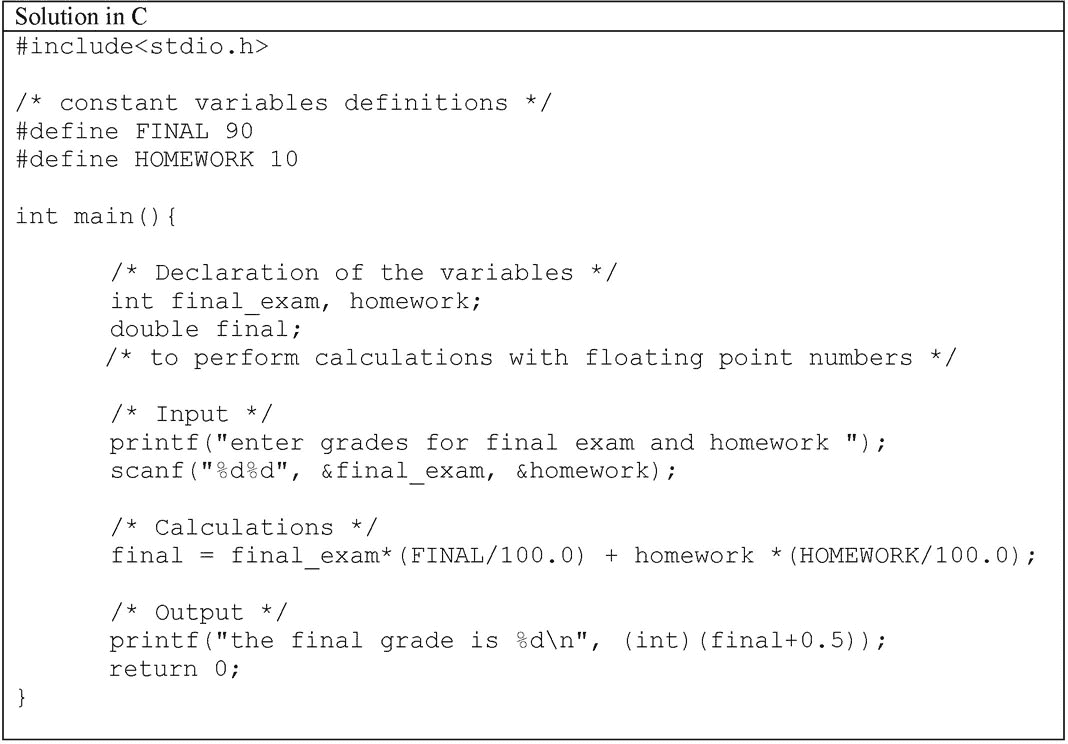 Solution in C
#include<stdio.h>
/* constant variables definitions */
#define FINAL 90
#define HOMEWORK 10
int main(){
/* Declaration of the variables */
int final_exam, homework;
double final;
/* to perform calculations with floating point numbers */
/* Input */
printf("enter grades for final exam and homework ");
scanf("%d%d", &final_exam, &homework);
/* Calculations */
final = final_exam*(FINAL/100.0) + homework *(HOMEWORK/100.0);
/* Output */
printf("the final grade is %d\n", (int)(final+0.5));
return 0;
}